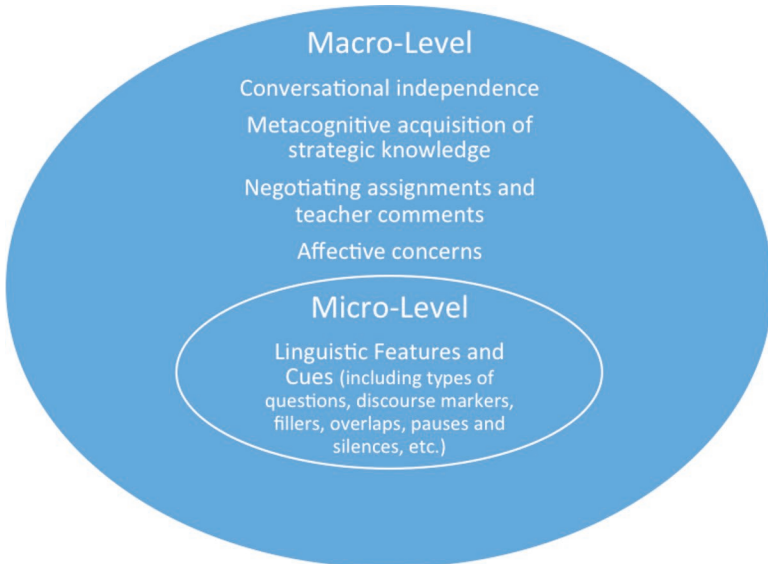 Macro-Level
Conversational independence
Metacognitive acquisition of
strategic knowledge
Negotiating assignments and
teacher comments
Affective concerns
Micro-Level
Linguistic Features and
Cues (including types of
questions, discourse markers,
fillers, overlaps, pauses and
silences, etc.)